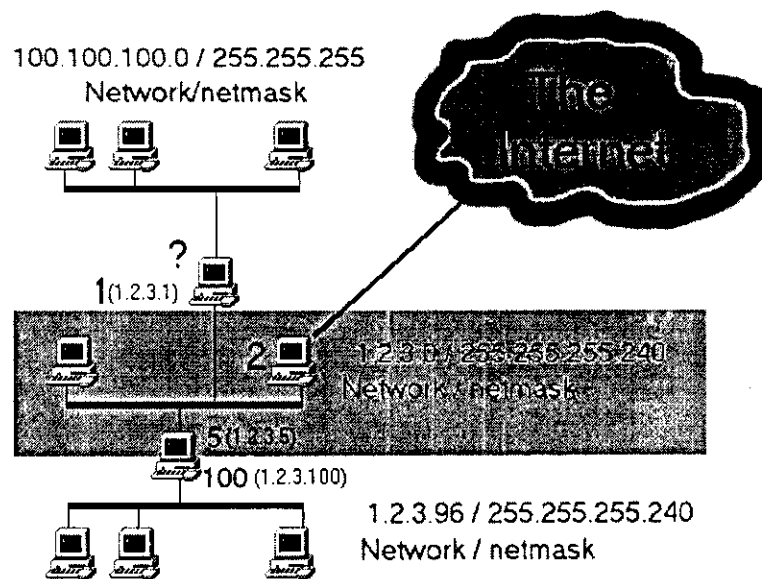 100.100.100.0 / 255.255.255
Network/netmask
The
Internet
?
1 (1.2.3.1)
2
1.2.3.0 / 255.255.255.240
Network / netmask
5 (1.2.3.5)
100 (1.2.3.100)
1.2.3.96 / 255.255.255.240
Network / netmask